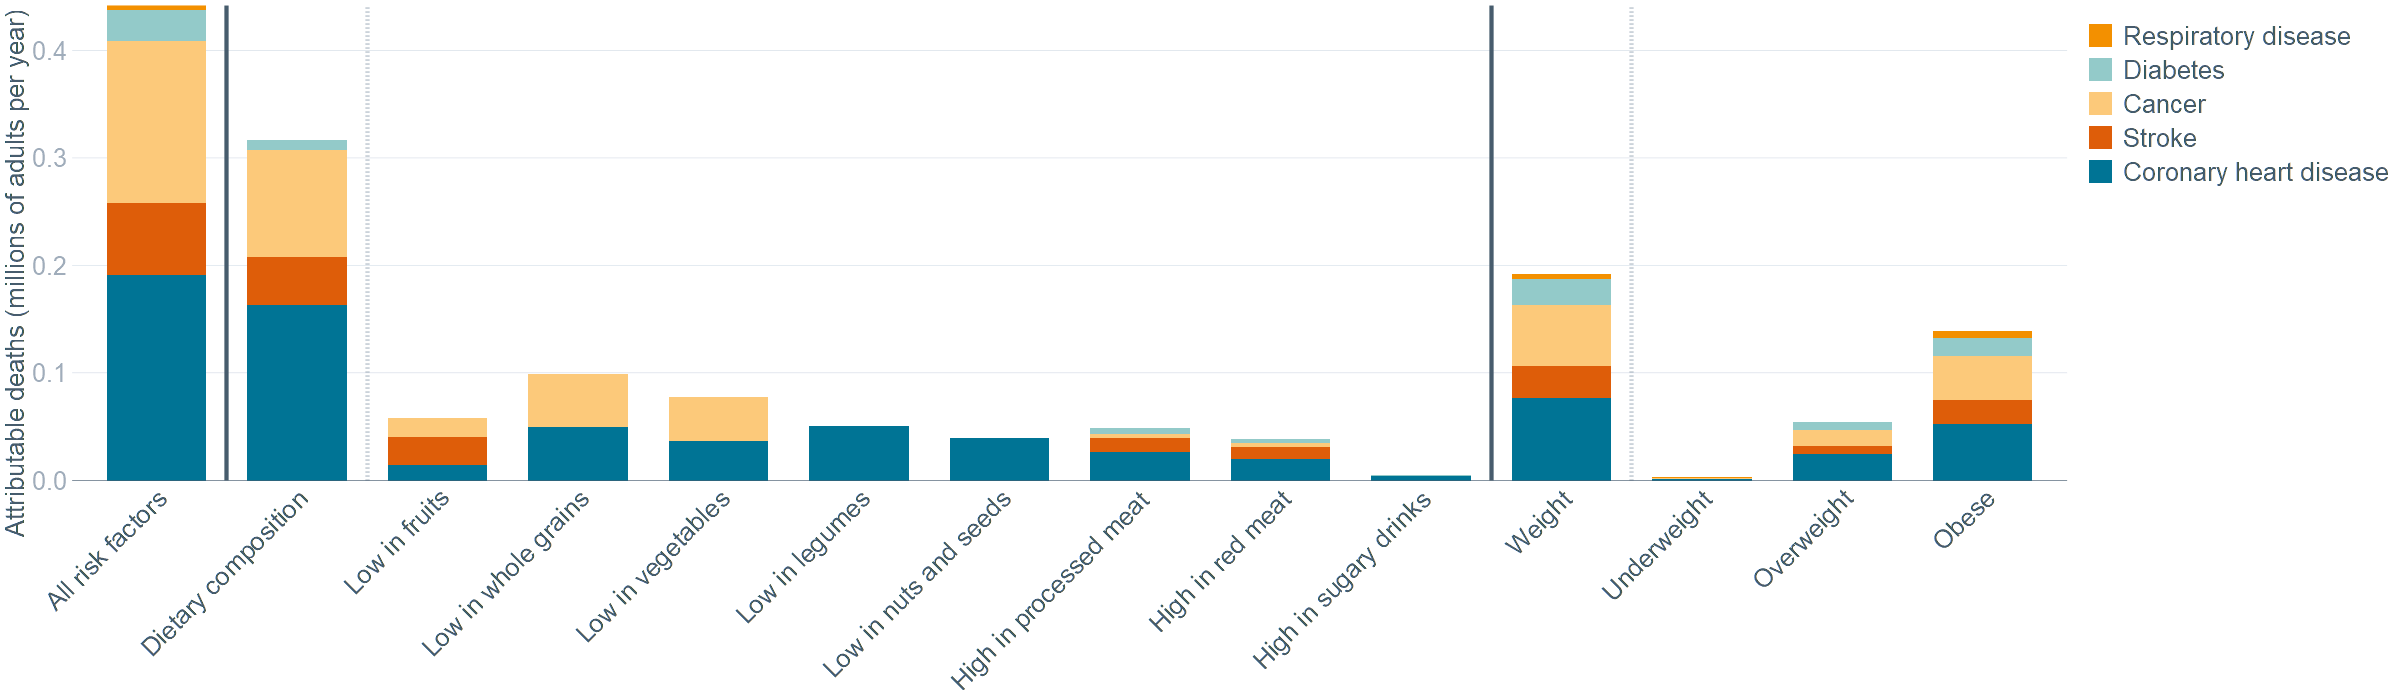 Attributable deaths (millions of adults per year)
0.4
0.3
0.2
0.1
0.0
All risk factors
Dietary composition
Low in fruits
Low in whole grains
Low in vegetables
Low in legumes
Low in nuts and seeds
High in processed meat
High in red meat
High in sugary drinks
Weight
Underweight
Overweight
Obese
Respiratory disease
Diabetes
Cancer
Stroke
Coronary heart disease